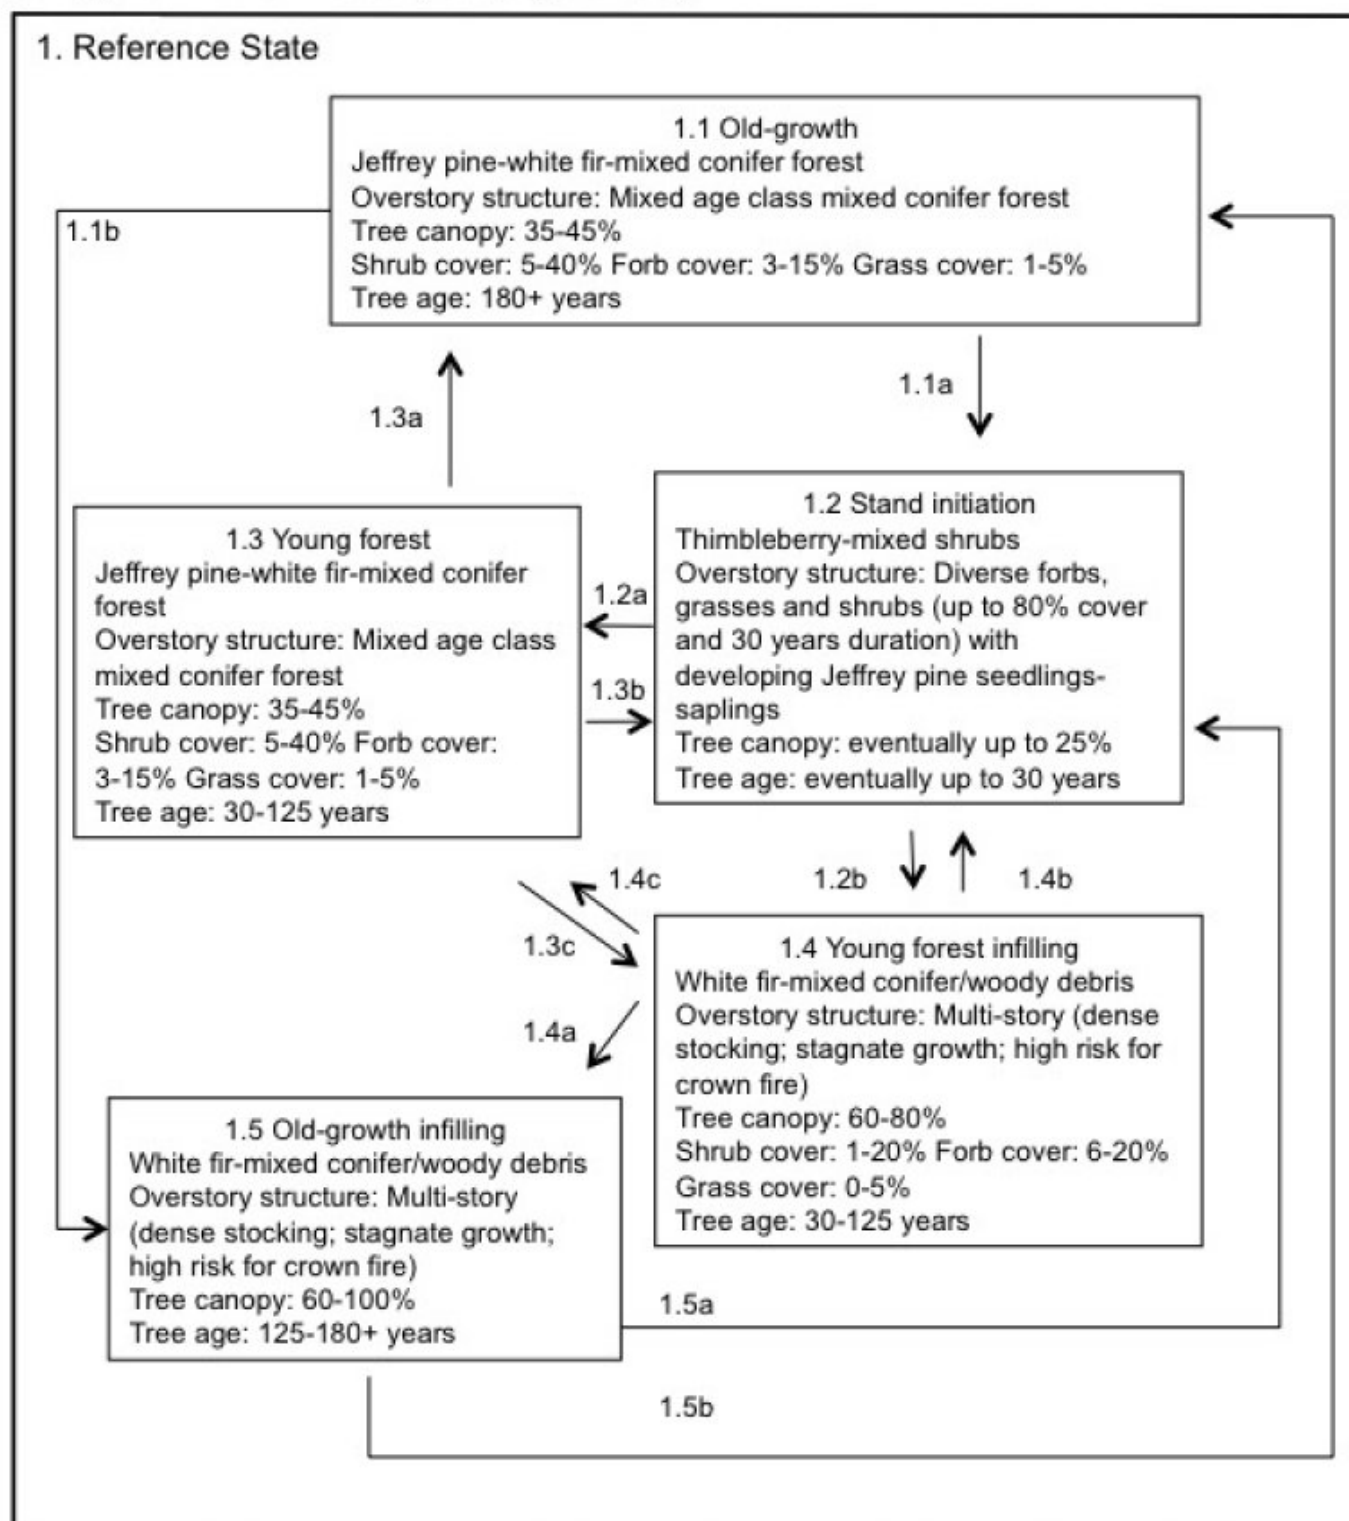 1. Reference State
1.1 Old-growth
Jeffrey pine-white fir-mixed conifer forest
Overstory structure: Mixed age class mixed conifer forest
Tree canopy: 35-45%
Shrub cover: 5-40% Forb cover: 3-15% Grass cover: 1-5%
Tree age: 180+ years
1.1b
1.1a
1.3a
1.3 Young forest
Jeffrey pine-white fir-mixed conifer
forest
Overstory structure: Mixed age class
mixed conifer forest
Tree canopy: 35-45%
Shrub cover: 5-40% Forb cover:
3-15% Grass cover: 1-5%
Tree age: 30-125 years
1.2a
1.3b
1.2 Stand initiation
Thimbleberry-mixed shrubs
Overstory structure: Diverse forbs,
grasses and shrubs (up to 80% cover
and 30 years duration) with
developing Jeffrey pine seedlings-
saplings
Tree canopy: eventually up to 25%
Tree age: eventually up to 30 years
1.4c
1.2b
1.4b
1.3c
1.4a
1.4 Young forest infilling
White fir-mixed conifer/woody debris
Overstory structure: Multi-story (dense
stocking; stagnate growth; high risk for
crown fire)
Tree canopy: 60-80%
Shrub cover: 1-20% Forb cover: 6-20%
Grass cover: 0-5%
Tree age: 30-125 years
1.5 Old-growth infilling
White fir-mixed conifer/woody debris
Overstory structure: Multi-story
(dense stocking; stagnate growth;
high risk for crown fire)
Tree canopy: 60-100%
Tree age: 125-180+ years
1.5a
1.5b